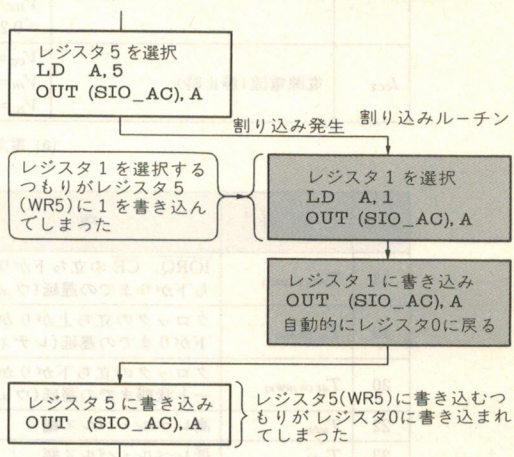 レジスタ5を選択
LD A,5
OUT (SIO_AC),A
割り込み発生
割り込みルーチン
レジスタ1を選択する
つもりがレジスタ5
(WR5)に1を書き込ん
でしまった
レジスタ1を選択
LD A,1
OUT (SIO_AC),A
レジスタ1に書き込み
OUT (SIO_AC),A
自動的にレジスタ0に戻る
レジスタ5に書き込み
OUT (SIO_AC),A
レジスタ5(WR5)に書き込むつ
もりがレジスタ0に書き込まれ
てしまった